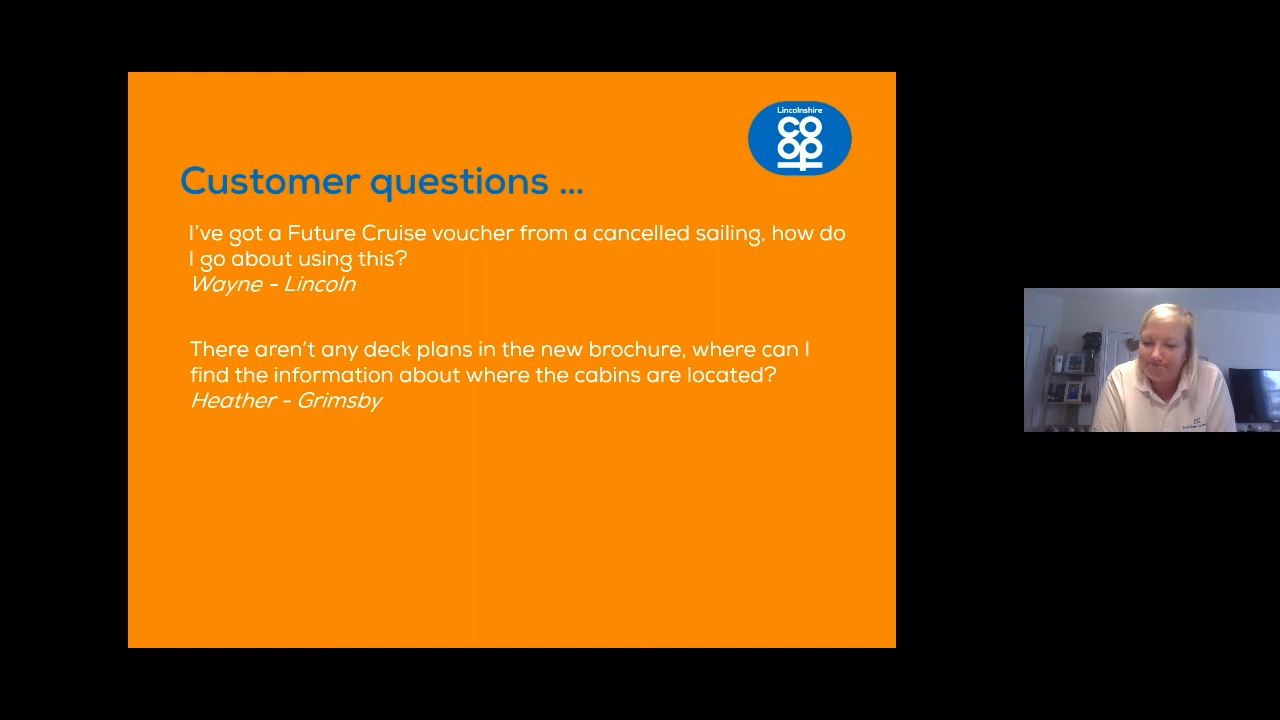 Lincolnshire
co
op
Customer questions ...
I've got a Future Cruise voucher from a cancelled sailing, how do
I go about using this?
Wayne - Lincoln
There aren't any deck plans in the new brochure, where can I
find the information about where the cabins are located?
Heather - Grimsby